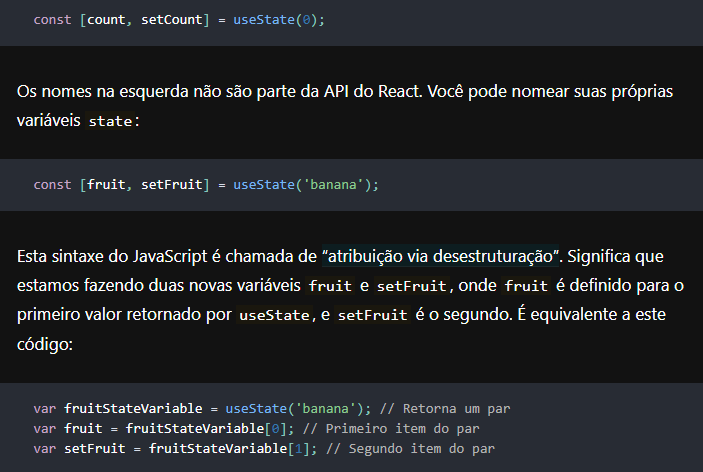 const [count, setCount] = useState(0);
Os nomes na esquerda não são parte da API do React. Você pode nomear suas próprias
variáveis state:
const [fruit, setFruit] = useState('banana');
Esta sintaxe do JavaScript é chamada de “atribuição via desestruturação”. Significa que
estamos fazendo duas novas variáveis fruit e setFruit, onde fruit é definido para o
primeiro valor retornado por useState, e setFruit é o segundo. É equivalente a este
código:
var fruitStateVariable = useState('banana'); // Retorna um par
var fruit = fruitStateVariable[0]; // Primeiro item do par
var setFruit = fruitStateVariable[1]; // Segundo item do par